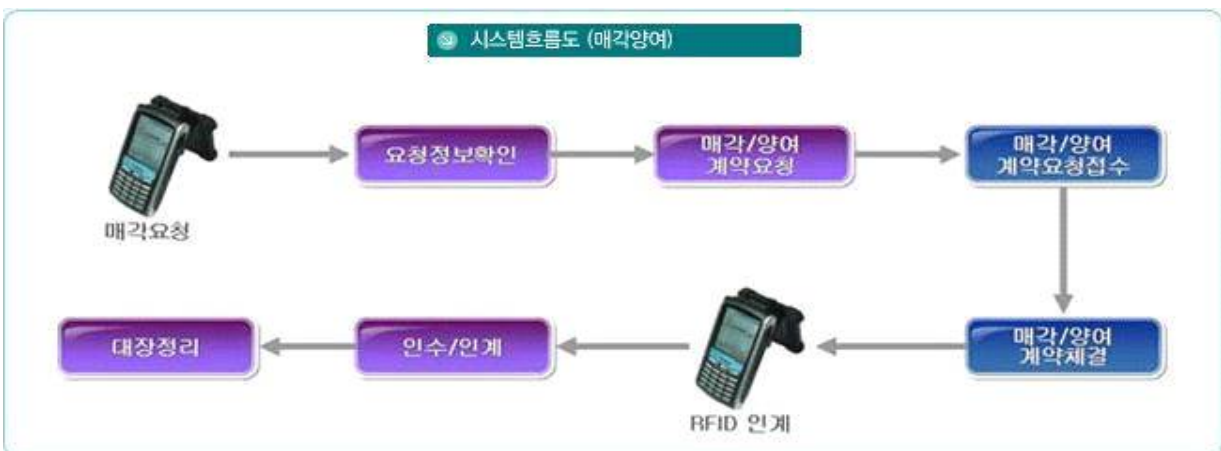 시스템흐름도 (매각양여)
요청정보확인
매각/양여
계약요청
매각/양여
계약요청접수
매각요청
대장정리
인수/인계
매각/양여
계약체결
RFID 인계